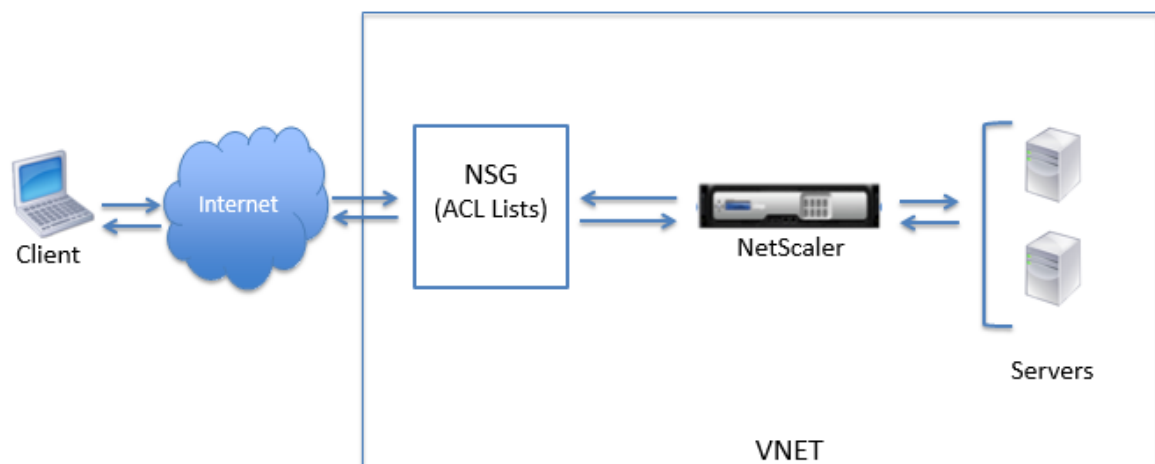 Client
Internet
NSG
(ACL Lists)
NetScaler
Servers
VNET